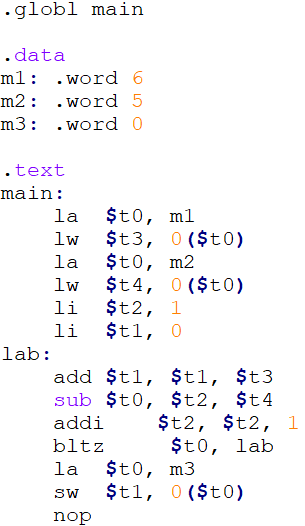 .globl main
.data
m1: .word 6
m2: .word 5
m3: .word 0
.text
main:
la $t0, m1
lw $t3, 0($t0)
la $t0, m2
lw $t4, 0($t0)
li $t2, 1
li $t1, 0
lab:
add $t1, $t1, $t3
sub $t0, $t2, $t4
addi $t2, $t2, 1
bltz $t0, lab
la $t0, m3
sw $t1, 0($t0)
nop